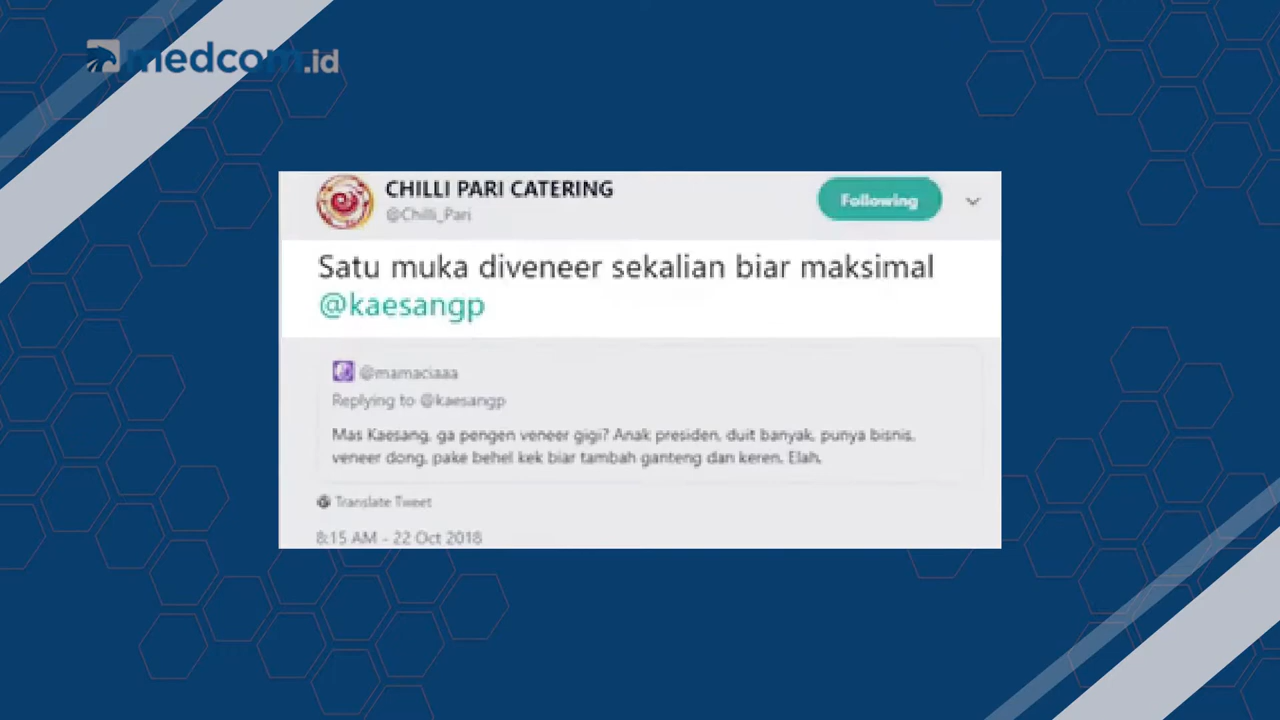 medcom.id
CHILLI PARI CATERING
@Chilli_Pari
Following
Satu muka diveneer sekalian biar maksimal
@kaesangp
@mamaciaaa
Replying to @kaesangp
Mas Kaesang, ga pengen veneer gigi? Anak presiden, duit banyak, punya bisnis,
veneer dong, pake behel kek biar tambah ganteng dan keren. Elah.
Translate Tweet
8:15 AM - 22 Oct 2018